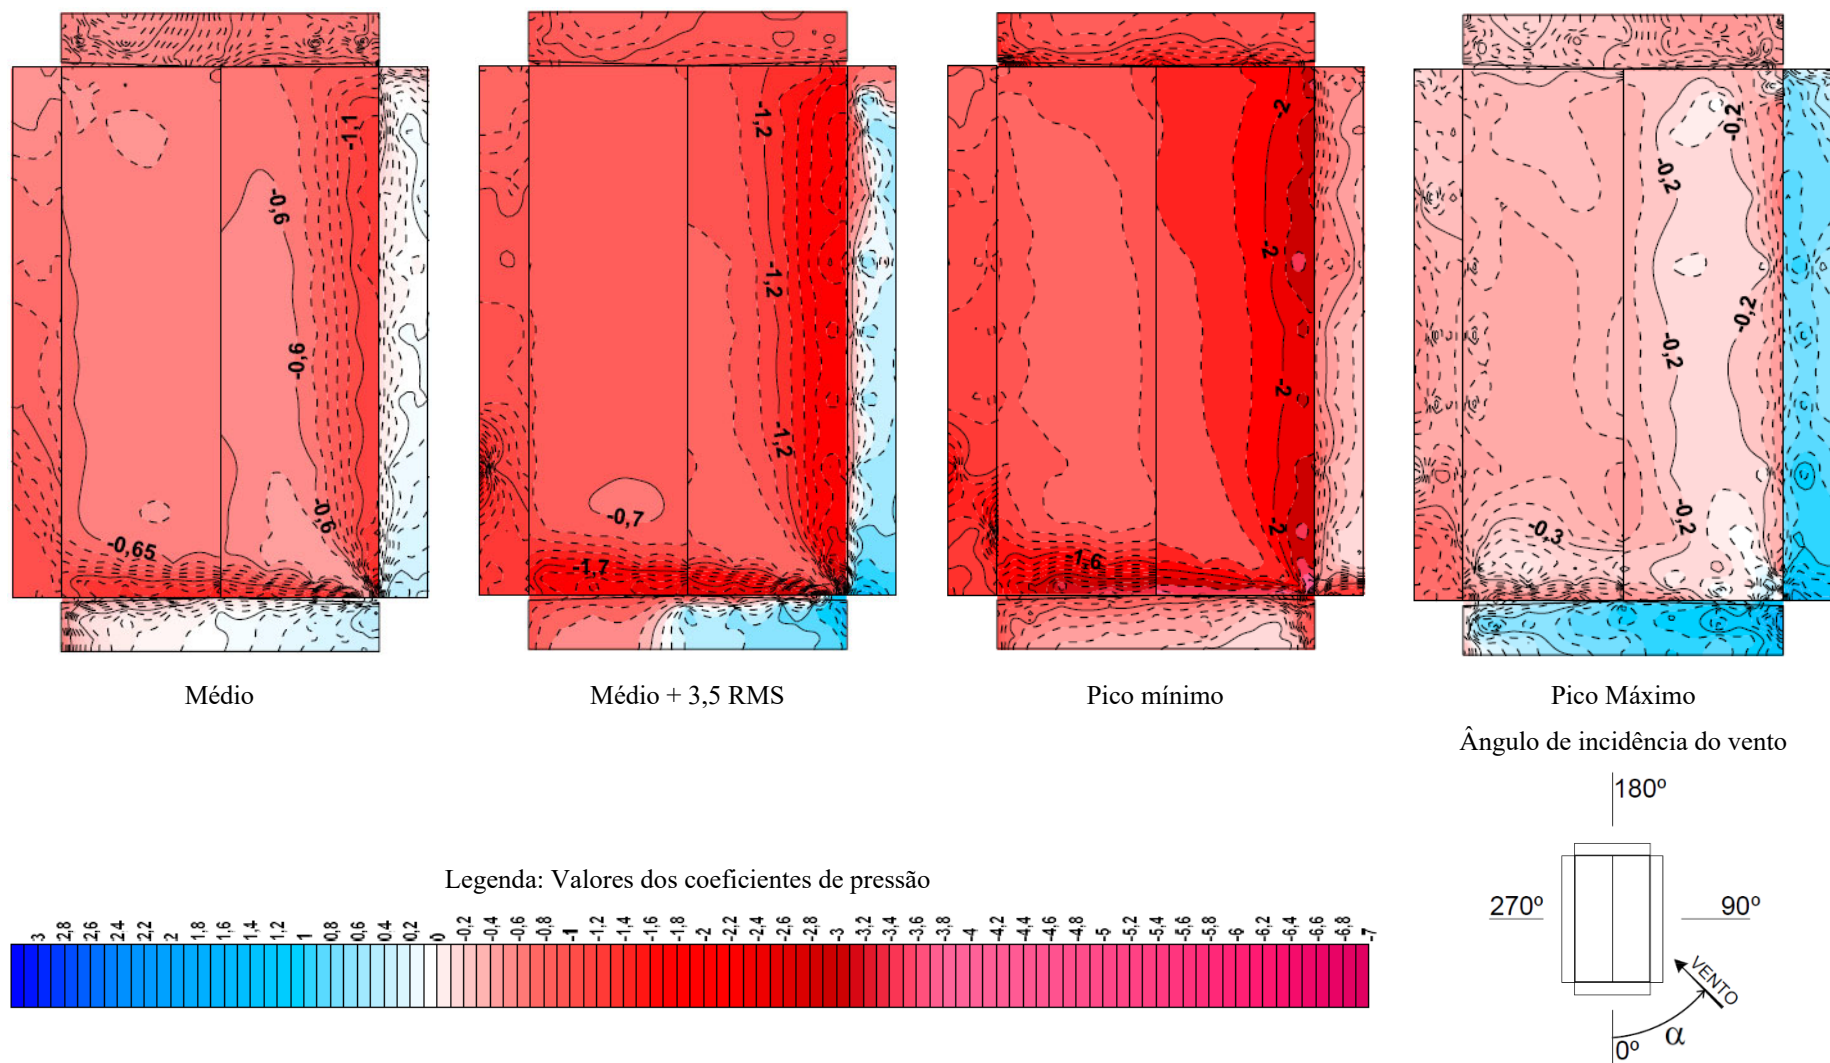 -1,1
-0,6
-0,6
-0,6
-0,65
-1,2
-1,2
-1,2
-0,7
-1,7
-2
-2
-2
-2
-1,6
-0,2
-0,2
-0,2
-0,2
-0,2
-0,3
Médio
Médio + 3,5 RMS
Pico mínimo
Pico Máximo
Ângulo de incidência do vento
180º
270º
90º
VENTO
α
0º
Legenda: Valores dos coeficientes de pressão
3 2,8 2,6 2,4 2,2 2 1,8 1,6 1,4 1,2 1 0,8 0,6 0,4 0,2 0 -0,2 -0,4 -0,6 -0,8 -1 -1,2 -1,4 -1,6 -1,8 -2 -2,2 -2,4 -2,6 -2,8 -3 -3,2 -3,4 -3,6 -3,8 -4 -4,2 -4,4 -4,6 -4,8 -5 -5,2 -5,4 -5,6 -5,8 -6 -6,2 -6,4 -6,6 -6,8 -7